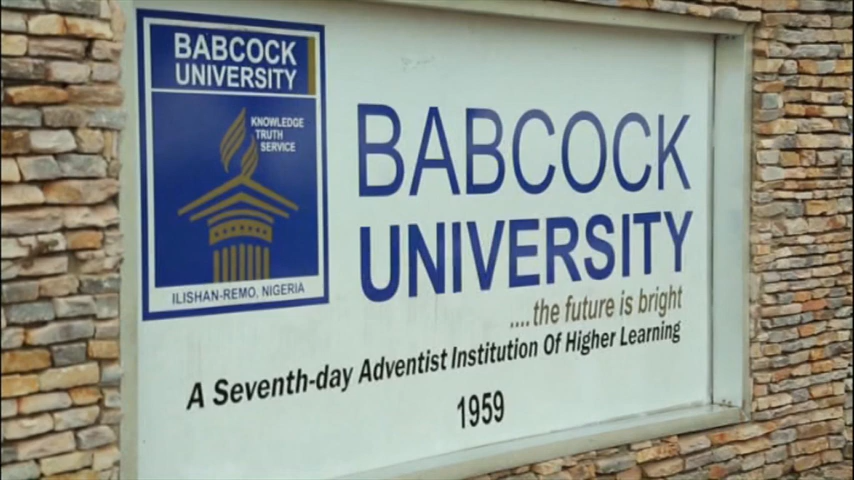 BABCOCK
UNIVERSITY
KNOWLEDGE
TRUTH
SERVICE
ILISHAN-REMO, NIGERIA
BABCOCK
UNIVERSITY
....the future is bright
A Seventh-day Adventist Institution Of Higher Learning
1959